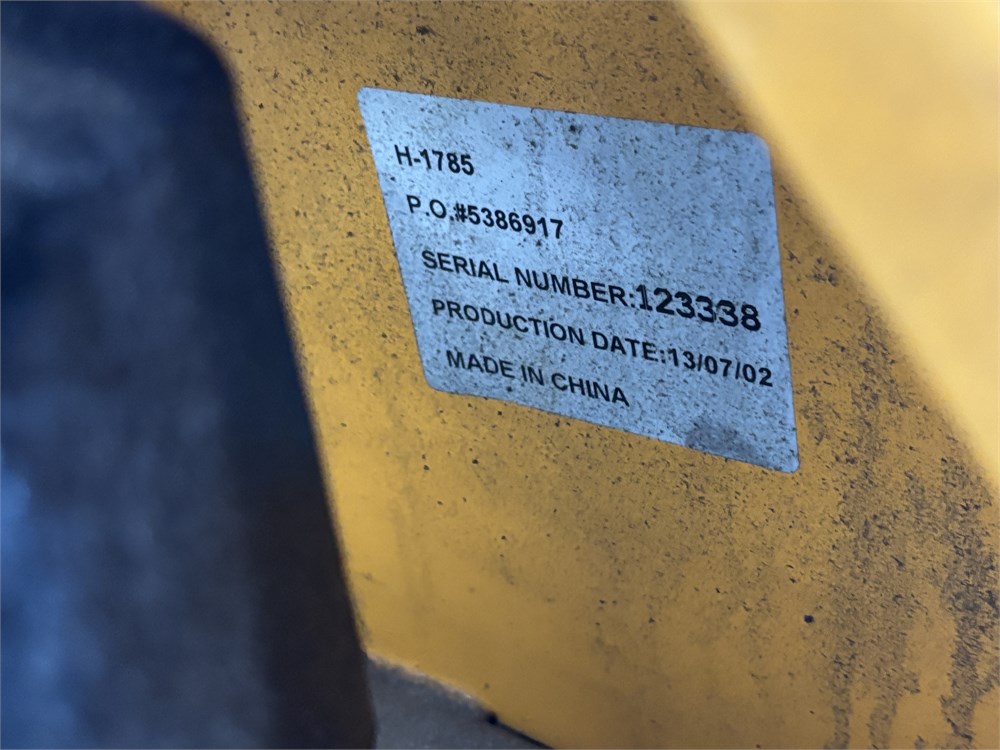 H-1785
P.O.#5386917
SERIAL NUMBER:123338
PRODUCTION DATE:13/07/02
MADE IN CHINA